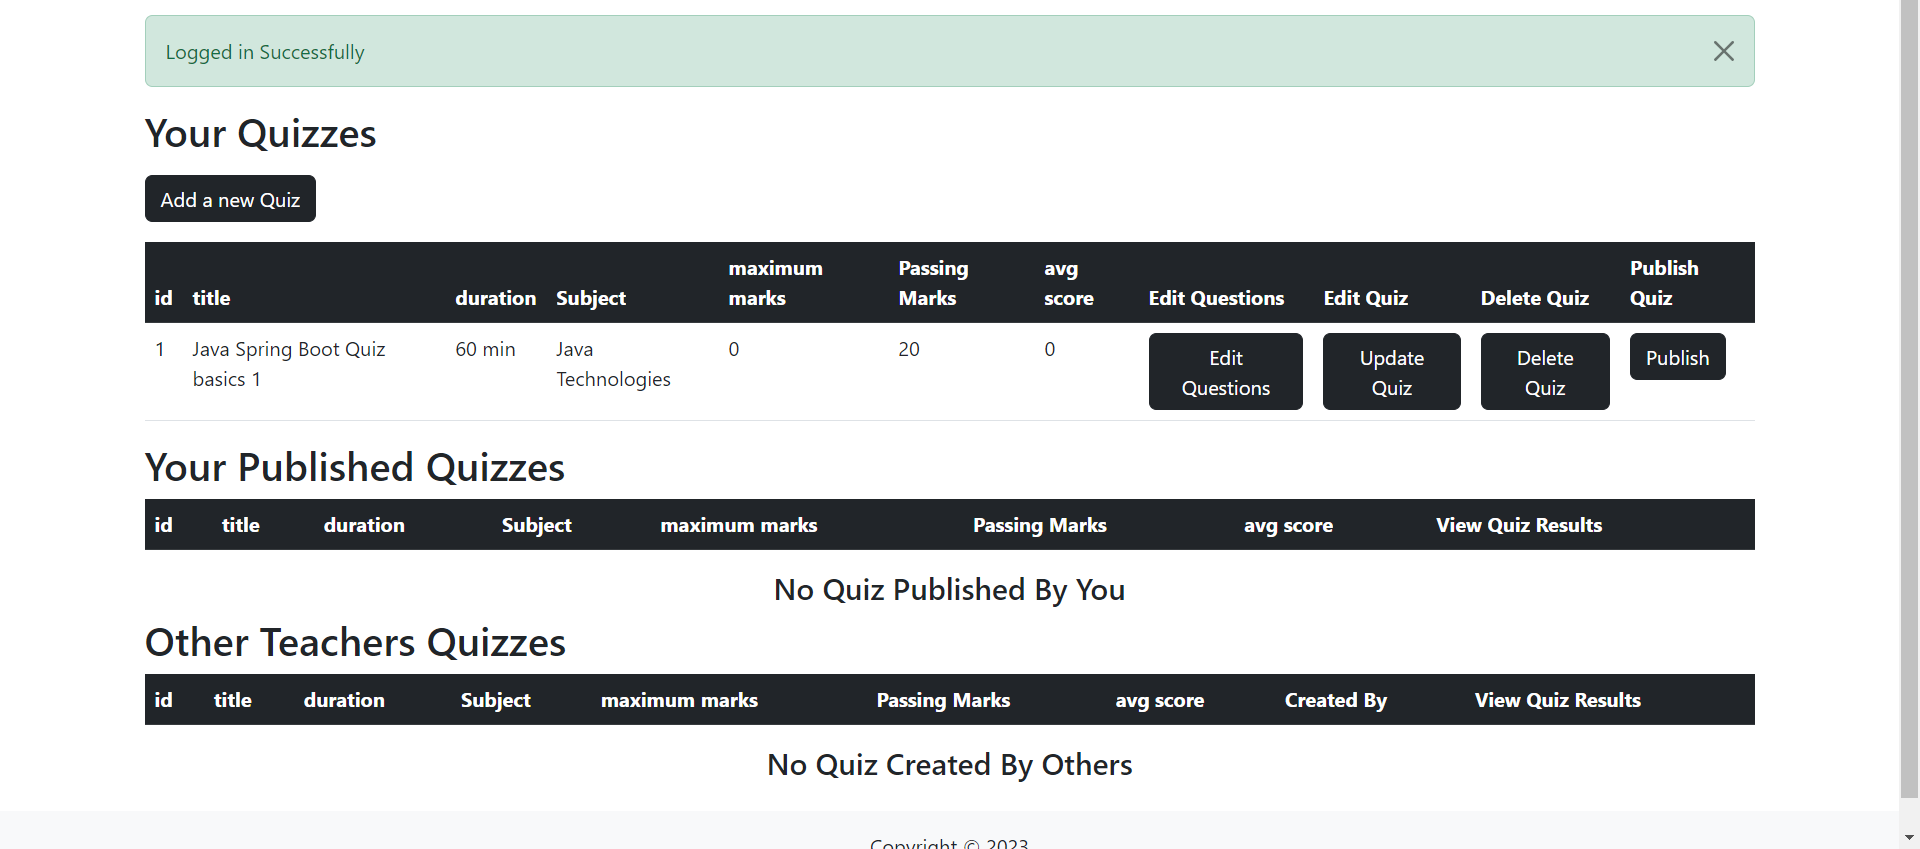 Logged in Successfully
Your Quizzes
Add a new Quiz
id title duration Subject maximum marks Passing Marks avg score Edit Questions Edit Quiz Delete Quiz Publish Quiz
1 Java Spring Boot Quiz basics 1 60 min Java Technologies 0 20 0 Edit Questions Update Quiz Delete Quiz Publish
Your Published Quizzes
id title duration Subject maximum marks Passing Marks avg score View Quiz Results
No Quiz Published By You
Other Teachers Quizzes
id title duration Subject maximum marks Passing Marks avg score Created By View Quiz Results
No Quiz Created By Others
Copyright © 2023